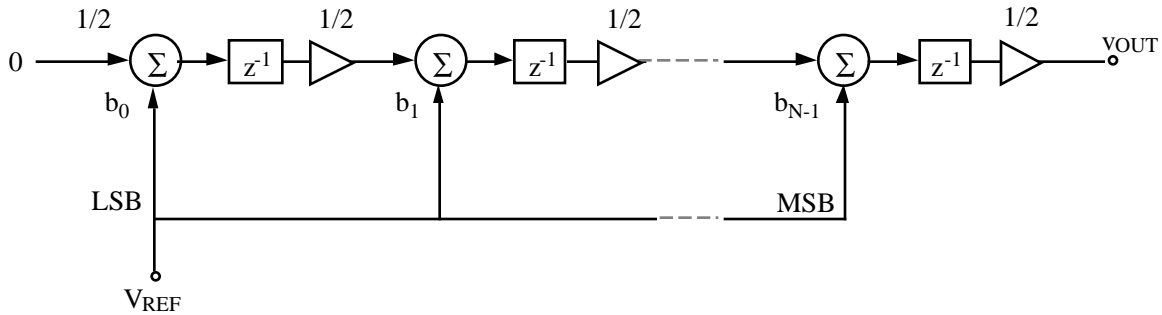 1/2 1/2 1/2 1/2
0 Σ z⁻¹ Σ z⁻¹ Σ z⁻¹ vOUT
b₀ b₁ bN-1
LSB MSB
VREF